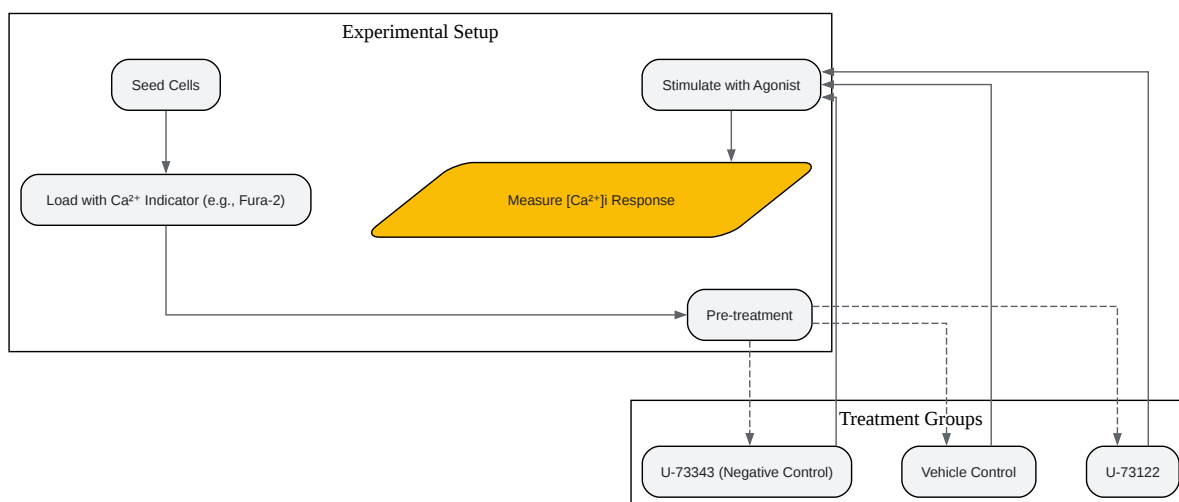 Experimental Setup
Seed Cells
Stimulate with Agonist
Load with Ca²⁺ Indicator (e.g., Fura-2)
Measure [Ca²⁺]i Response
Pre-treatment
Treatment Groups
U-73343 (Negative Control)
Vehicle Control
U-73122